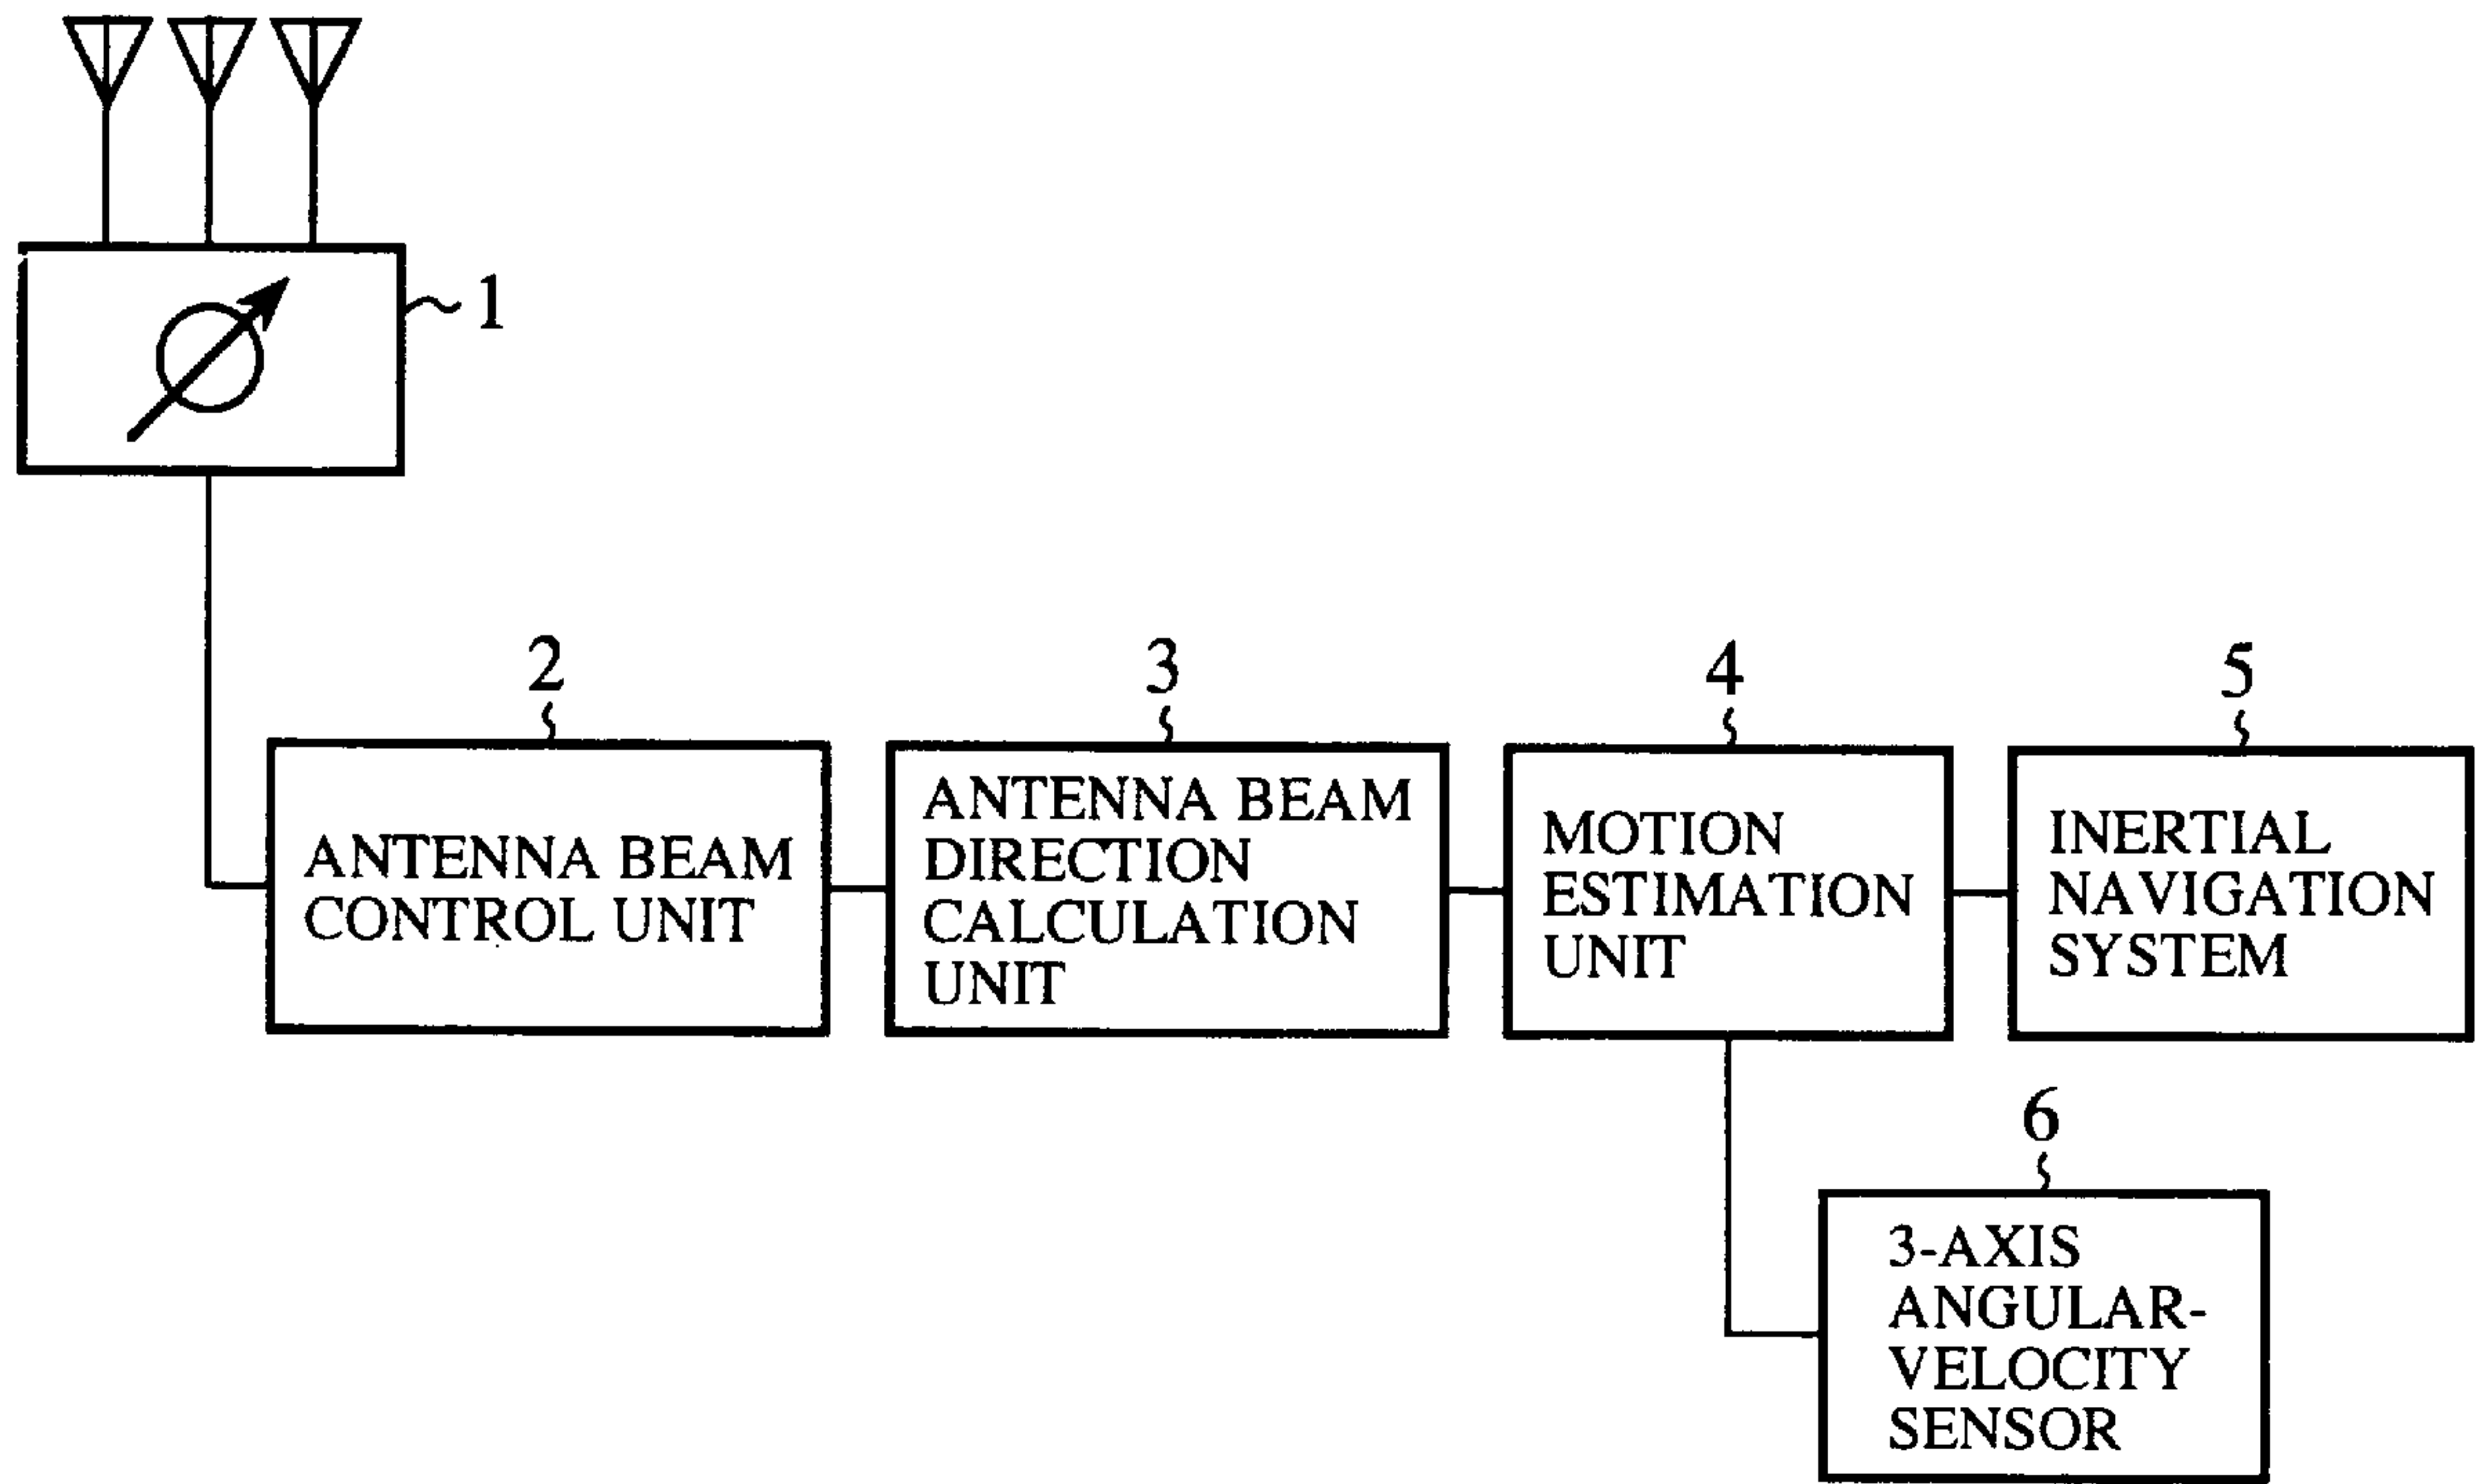 1
2
3
4
5
ANTENNA BEAM
CONTROL UNIT
ANTENNA BEAM
DIRECTION
CALCULATION
UNIT
MOTION
ESTIMATION
UNIT
INERTIAL
NAVIGATION
SYSTEM
6
3-AXIS
ANGULAR-
VELOCITY
SENSOR